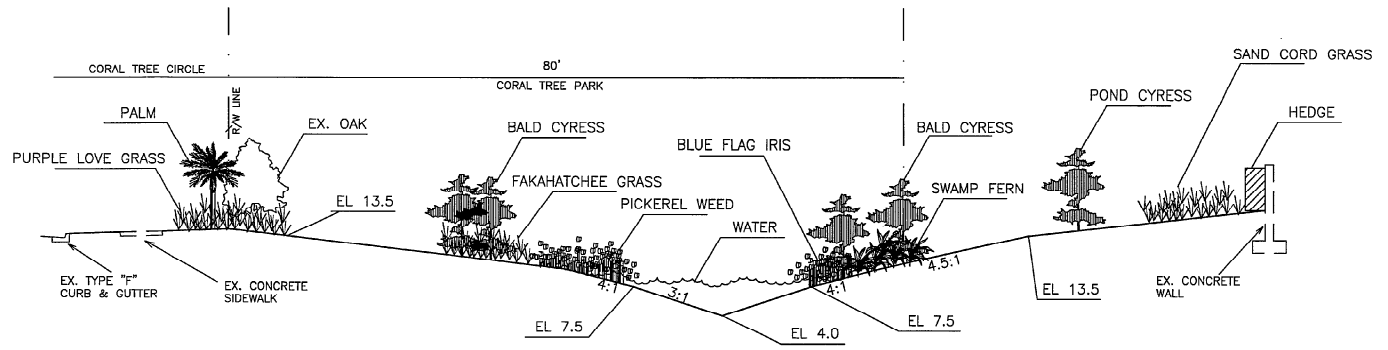 SAND CORD GRASS
CORAL TREE CIRCLE
80'
CORAL TREE PARK
POND CYRESS
PALM
R/W LINE
EX. OAK
BALD CYRESS
BALD CYRESS
HEDGE
BLUE FLAG IRIS
PURPLE LOVE GRASS
FAKAHATCHEE GRASS
SWAMP FERN
EL 13.5
PICKEREL WEED
WATER
4.5:1
4:1
3:1
4:1
EX. TYPE "F"
CURB & GUTTER
EX. CONCRETE
SIDEWALK
EX. CONCRETE
WALL
EL 13.5
EL 7.5
EL 4.0
EL 7.5